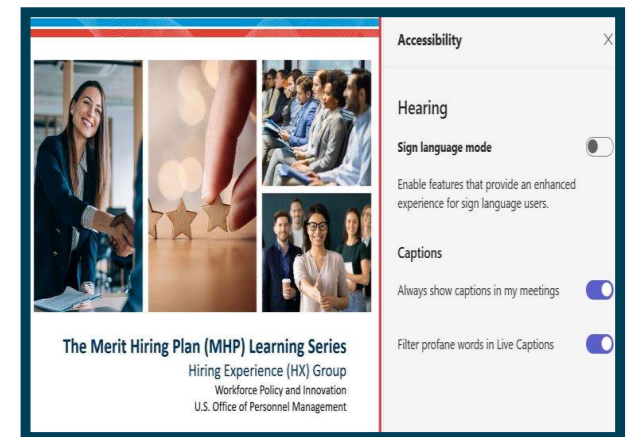 The Merit Hiring Plan (MHP) Learning Series
Hiring Experience (HX) Group
Workforce Policy and Innovation
U.S. Office of Personnel Management
Accessibility
Hearing
Sign language mode
Enable features that provide an enhanced
experience for sign language users.
Captions
Always show captions in my meetings
Filter profane words in Live Captions